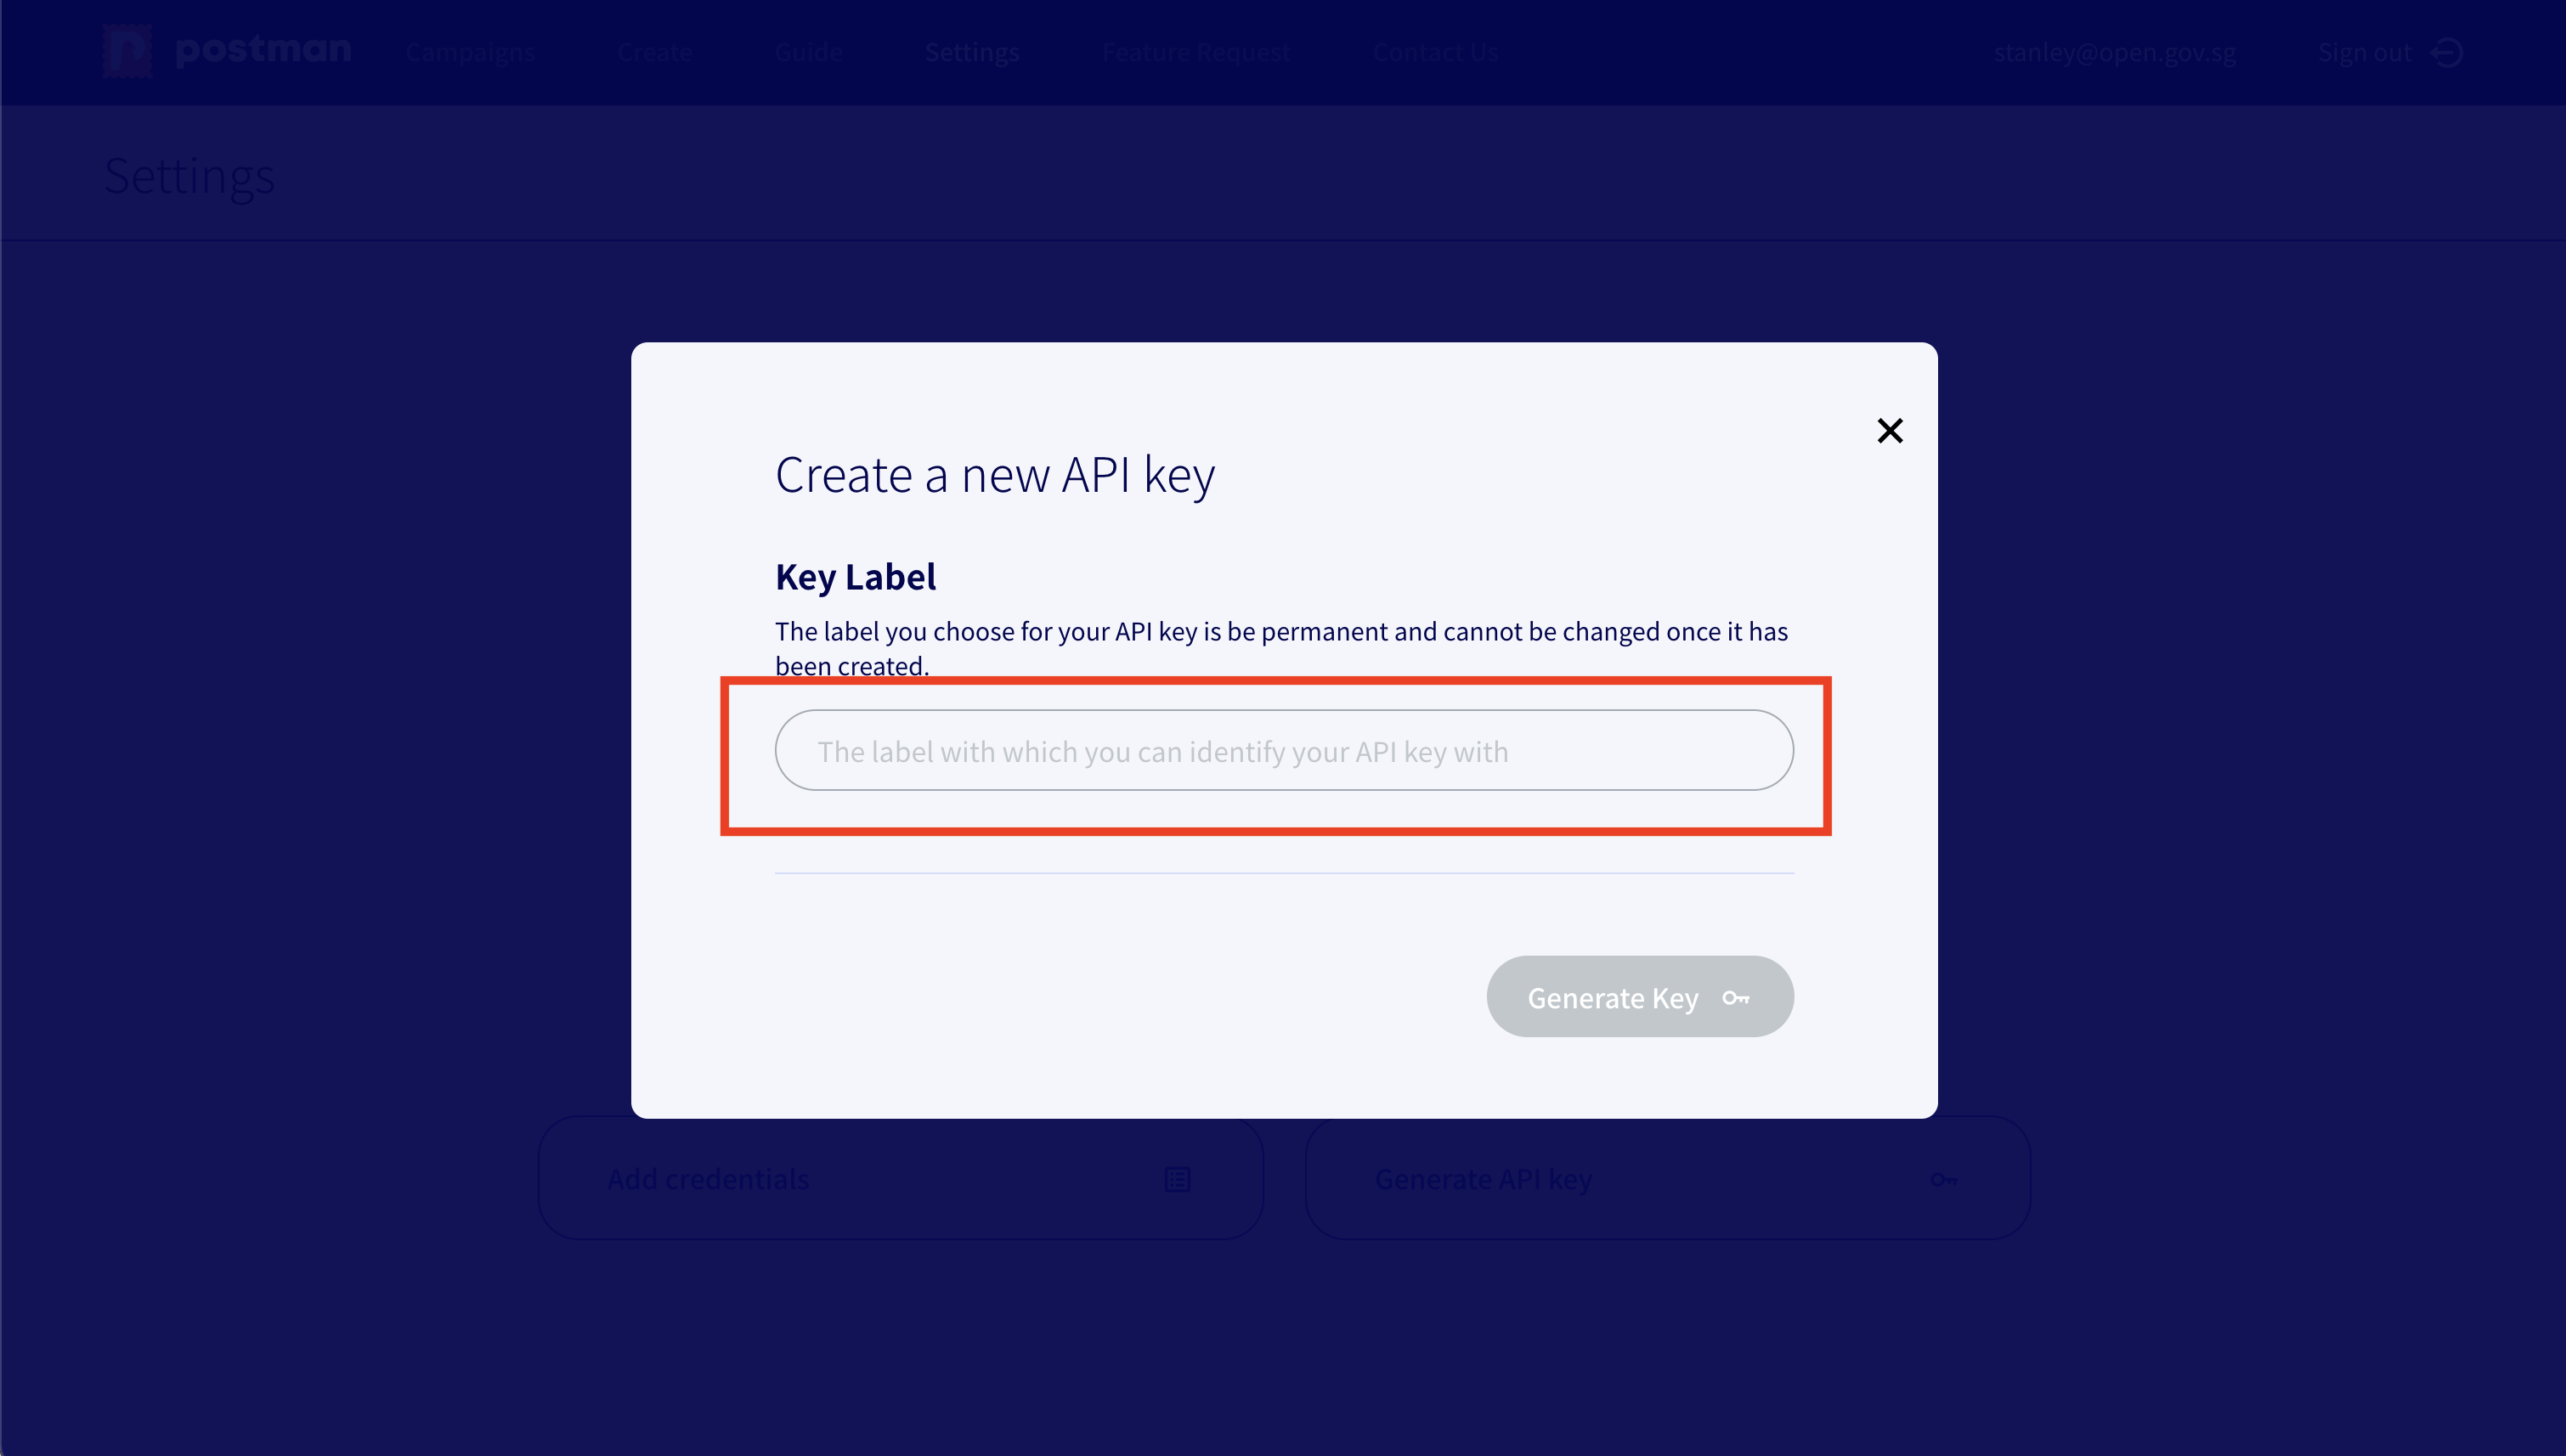 postman Campaigns Create Guide Settings Feature Request Contact Us stanley@open.gov.sg Sign out
Settings
Create a new API key
Key Label
The label you choose for your API key is be permanent and cannot be changed once it has
been created.
The label with which you can identify your API key with
Generate Key
Add credentials
Generate API key